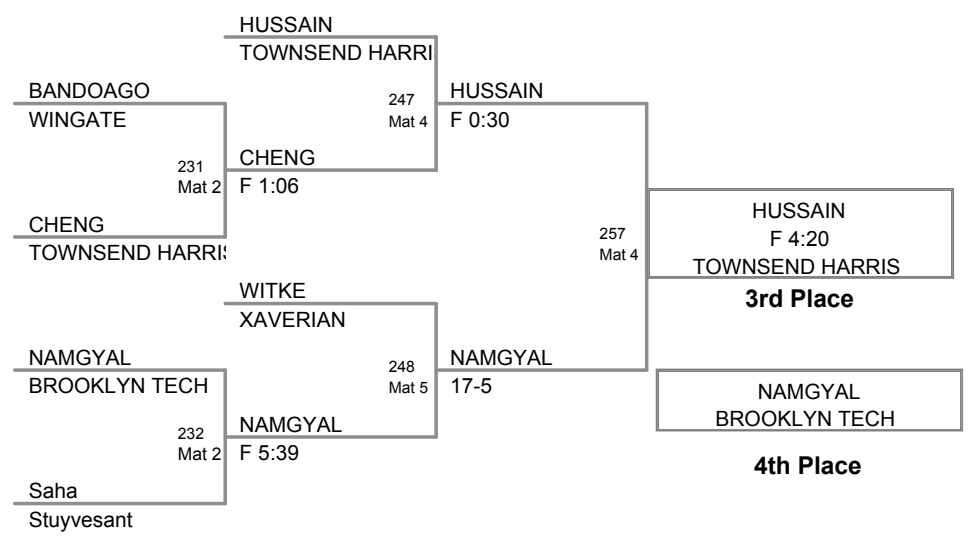 HUSSAIN
TOWNSEND HARRI
BANDOAGO
WINGATE
247
Mat 4
HUSSAIN
F 0:30
231
Mat 2
CHENG
F 1:06
CHENG
TOWNSEND HARRIS
257
Mat 4
HUSSAIN
F 4:20
TOWNSEND HARRIS
3rd Place
WITKE
XAVERIAN
NAMGYAL
BROOKLYN TECH
248
Mat 5
NAMGYAL
17-5
232
Mat 2
NAMGYAL
F 5:39
NAMGYAL
BROOKLYN TECH
4th Place
Saha
Stuyvesant